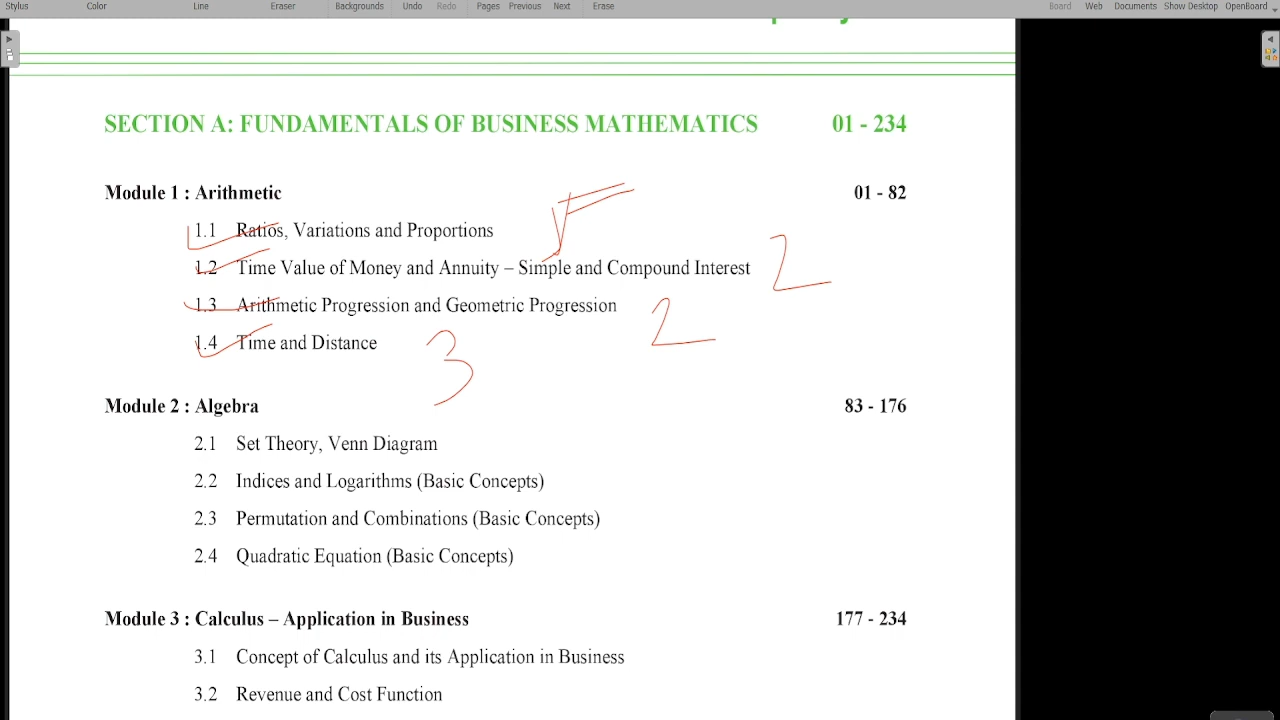 Stylus Line Color Eraser Backgrounds Undo Redo Pages Previous Next Erase Board Web Documents Show Desktop OpenBoard
SECTION A: FUNDAMENTALS OF BUSINESS MATHEMATICS 01 - 234
Module 1 : Arithmetic 01 - 82
1.1 Ratios, Variations and Proportions
1.2 Time Value of Money and Annuity – Simple and Compound Interest 2
1.3 Arithmetic Progression and Geometric Progression 2
1.4 Time and Distance 3
Module 2 : Algebra 83 - 176
2.1 Set Theory, Venn Diagram
2.2 Indices and Logarithms (Basic Concepts)
2.3 Permutation and Combinations (Basic Concepts)
2.4 Quadratic Equation (Basic Concepts)
Module 3 : Calculus – Application in Business 177 - 234
3.1 Concept of Calculus and its Application in Business
3.2 Revenue and Cost Function